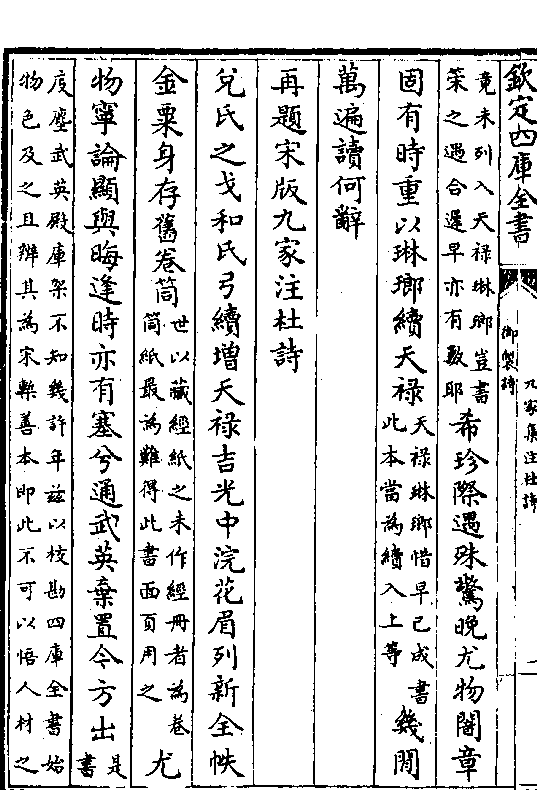 欽定四庫全書
九家集注杜詩
御製詩
一
竟未列入天禄琳瑯豈書
策之遇合遲早亦有數耶
希珍際遇殊驚晚尤物闇章
固有時重以琳瑯續天禄
天禄琳瑯惜早已成書
此本當為續入上等
幾閒
萬遍讀何辭
再題宋版九家注杜詩
兊氏之戈和氏弓續增天禄吉光中浣花眉列新全帙
金粟身存舊卷筒
世以藏經紙之未作經冊者為卷
筒紙最為難得此書面頁用之
尤
物寧論顯與晦逢時亦有塞兮通武英棄置今方出
是
書
庋塵武英殿庫架不知幾許年兹以校勘四庫全書始
物色及之且辨其為宋槧善本即此不可以悟人材之